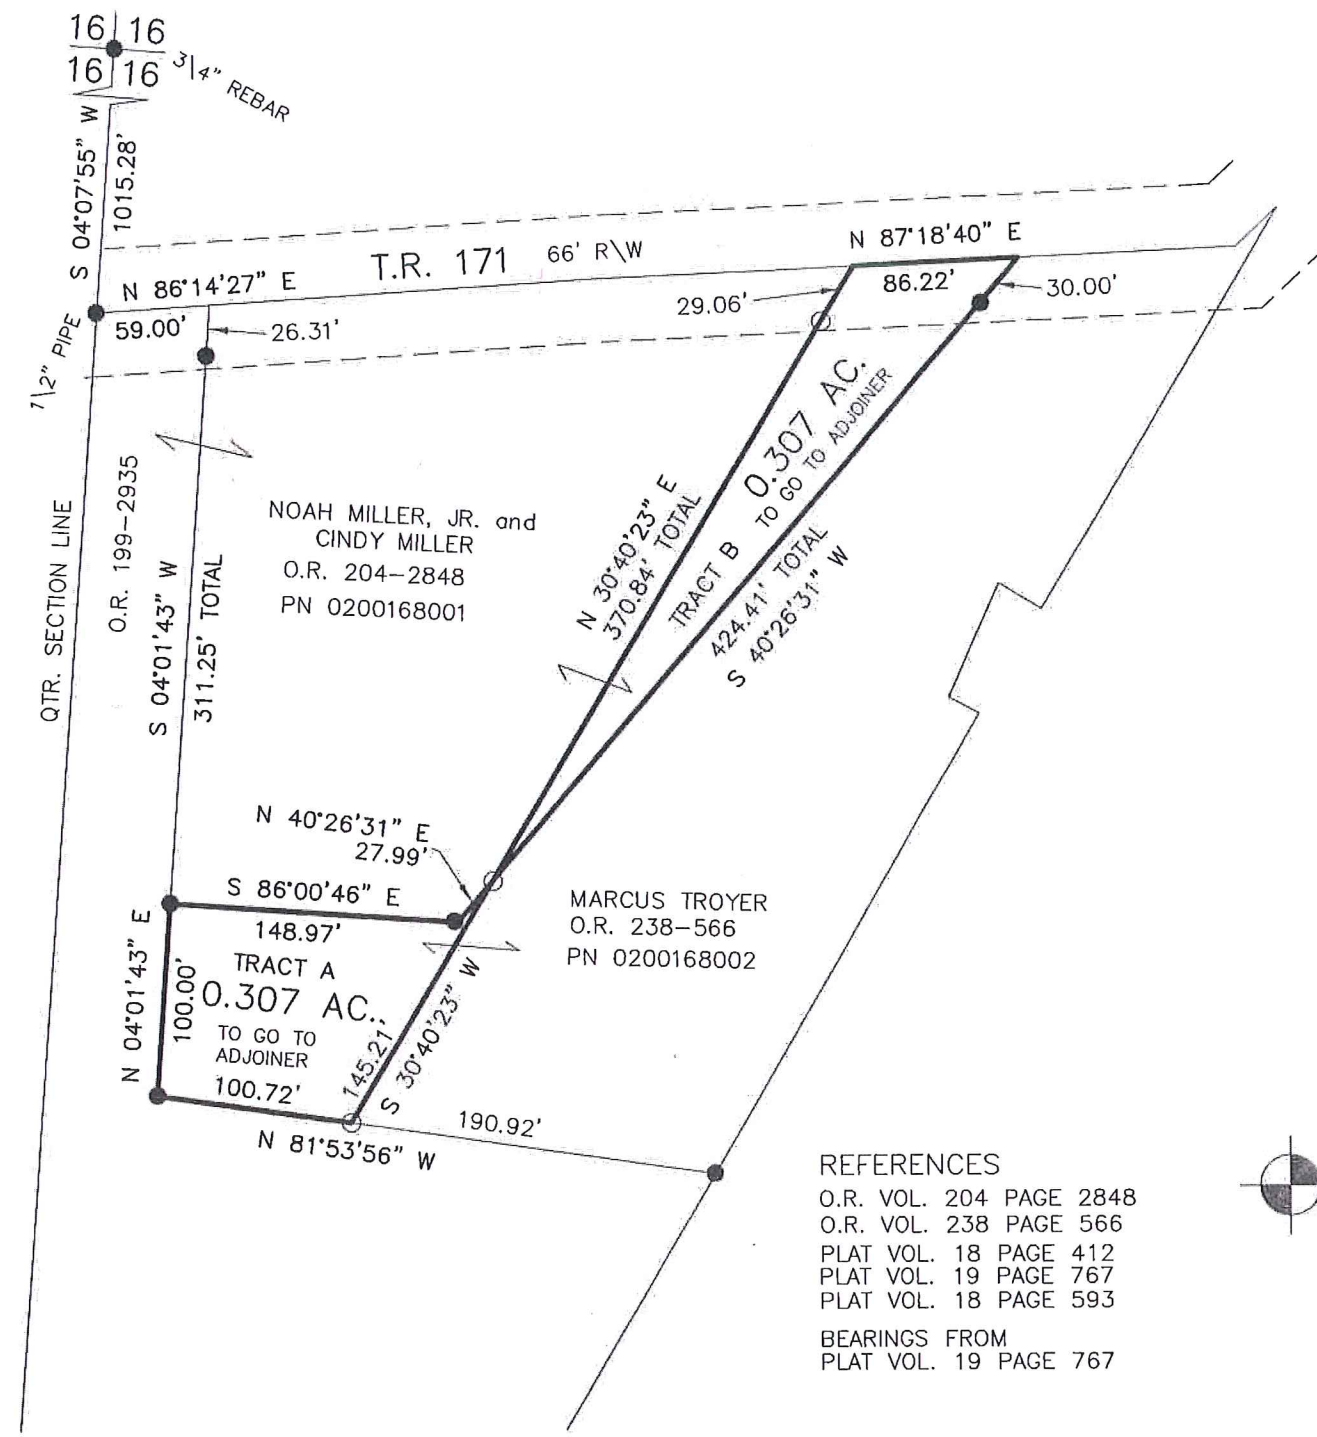 16 16
16 16
3\4" REBAR
S 04°07'55" W
1015.28'
N 86°14'27" E
59.00'
26.31'
T.R. 171 66' R\W
N 87°18'40" E
86.22'
29.06'
30.00'
1\2" PIPE
QTR. SECTION LINE
O.R. 199-2935
S 04°01'43" W
311.25' TOTAL
NOAH MILLER, JR. and
CINDY MILLER
O.R. 204-2848
PN 0200168001
N 30°40'23" E
370.84' TOTAL
TRACT B
0.307 AC.
TO GO TO ADJOINER
424.41' TOTAL
S 40°26'31" W
N 40°26'31" E
27.99'
S 86°00'46" E
148.97'
TRACT A
0.307 AC.
TO GO TO
ADJOINER
N 04°01'43" E
100.00'
100.72'
N 81°53'56" W
145.21'
S 30°40'23" W
190.92'
MARCUS TROYER
O.R. 238-566
PN 0200168002
REFERENCES
O.R. VOL. 204 PAGE 2848
O.R. VOL. 238 PAGE 566
PLAT VOL. 18 PAGE 412
PLAT VOL. 19 PAGE 767
PLAT VOL. 18 PAGE 593
BEARINGS FROM
PLAT VOL. 19 PAGE 767